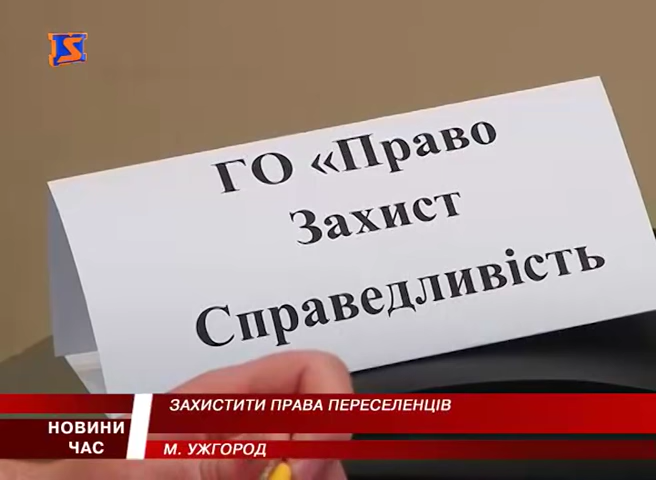 ГО «Право
Захист
Справедливість
ЗАХИСТИТИ ПРАВА ПЕРЕСЕЛЕНЦІВ
НОВИНИ
ЧАС
М. УЖГОРОД